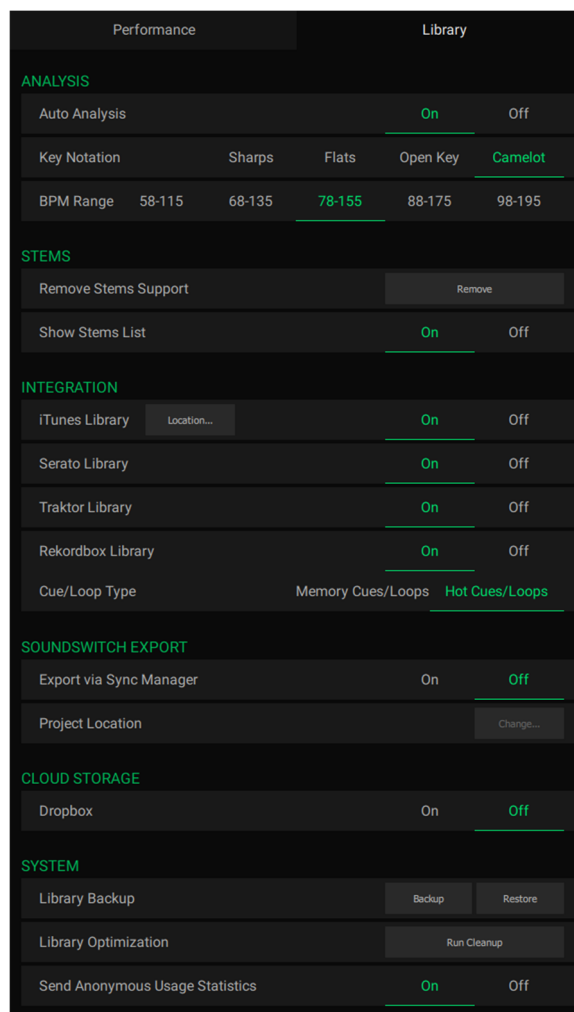 Performance Library
ANALYSIS
Auto Analysis On Off
Key Notation Sharps Flats Open Key Camelot
BPM Range 58-115 68-135 78-155 88-175 98-195
STEMS
Remove Stems Support Remove
Show Stems List On Off
INTEGRATION
iTunes Library Location... On Off
Serato Library On Off
Traktor Library On Off
Rekordbox Library On Off
Cue/Loop Type Memory Cues/Loops Hot Cues/Loops
SOUNDSWITCH EXPORT
Export via Sync Manager On Off
Project Location Change...
CLOUD STORAGE
Dropbox On Off
SYSTEM
Library Backup Backup Restore
Library Optimization Run Cleanup
Send Anonymous Usage Statistics On Off